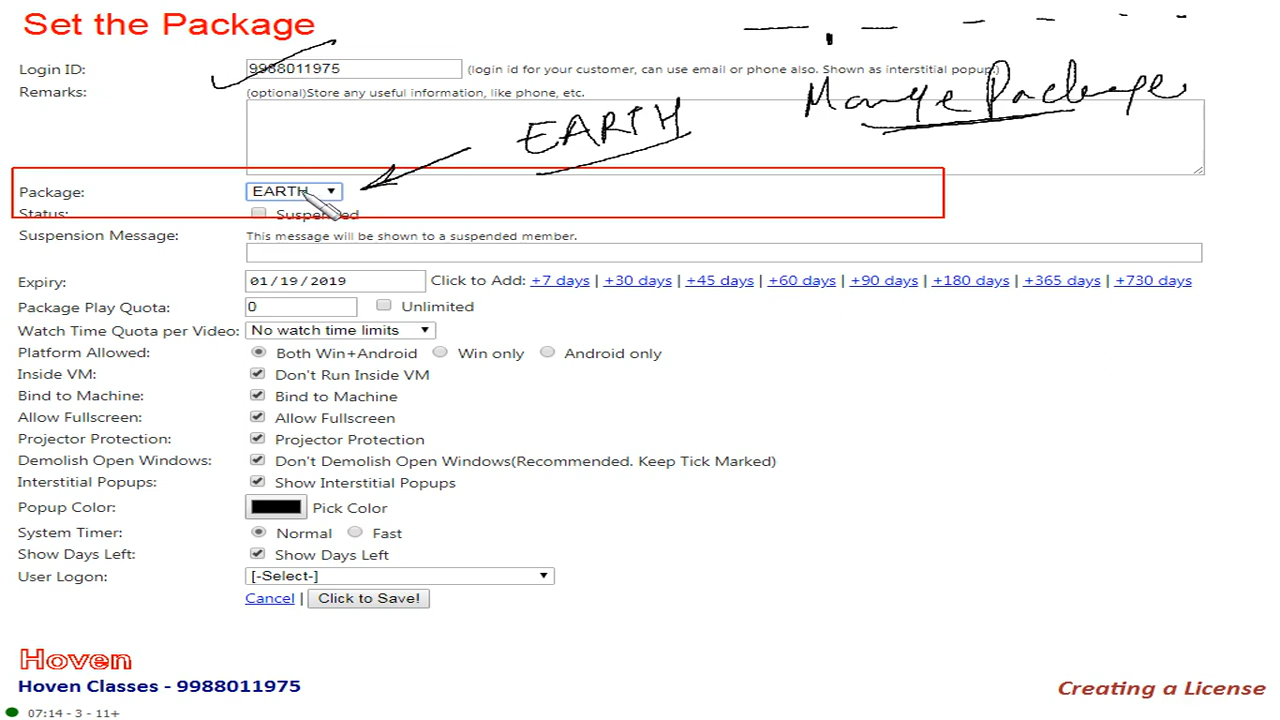 Set the Package
Login ID: 9988011975 (login id for your customer, can use email or phone also. Shown as interstitial popup.)
Remarks: (optional)Store any useful information, like phone, etc.
Manage Package
EARTH
Package: EARTH
Status: Suspended
Suspension Message: This message will be shown to a suspended member.
Expiry: 01/19/2019 Click to Add: +7 days | +30 days | +45 days | +60 days | +90 days | +180 days | +365 days | +730 days
Package Play Quota: 0 Unlimited
Watch Time Quota per Video: No watch time limits
Platform Allowed: Both Win+Android Win only Android only
Inside VM: Don't Run Inside VM
Bind to Machine: Bind to Machine
Allow Fullscreen: Allow Fullscreen
Projector Protection: Projector Protection
Demolish Open Windows: Don't Demolish Open Windows(Recommended. Keep Tick Marked)
Interstitial Popups: Show Interstitial Popups
Popup Color: Pick Color
System Timer: Normal Fast
Show Days Left: Show Days Left
User Logon: [-Select-]
Cancel | Click to Save!
Hoven
Hoven Classes - 9988011975
Creating a License
07:14 - 3 - 11+